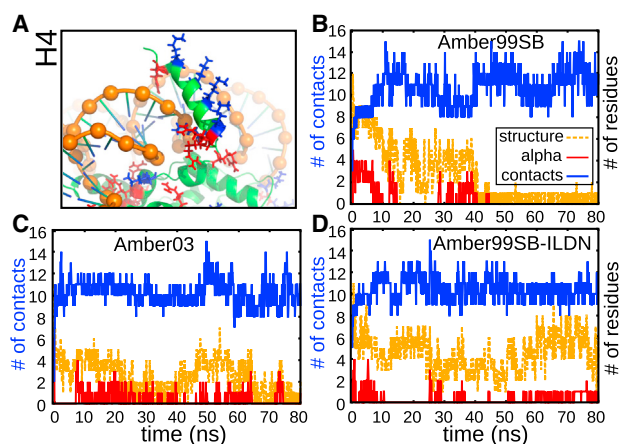 A
H4
B
Amber99SB
# of contacts
16
14
12
10
8
6
4
2
0
structure
alpha
contacts
# of residues
0 10 20 30 40 50 60 70 80
C
Amber03
# of contacts
16
14
12
10
8
6
4
2
0
0 10 20 30 40 50 60 70 80
time (ns)
D
Amber99SB-ILDN
# of contacts
16
14
12
10
8
6
4
2
0
# of residues
0 10 20 30 40 50 60 70 80
time (ns)